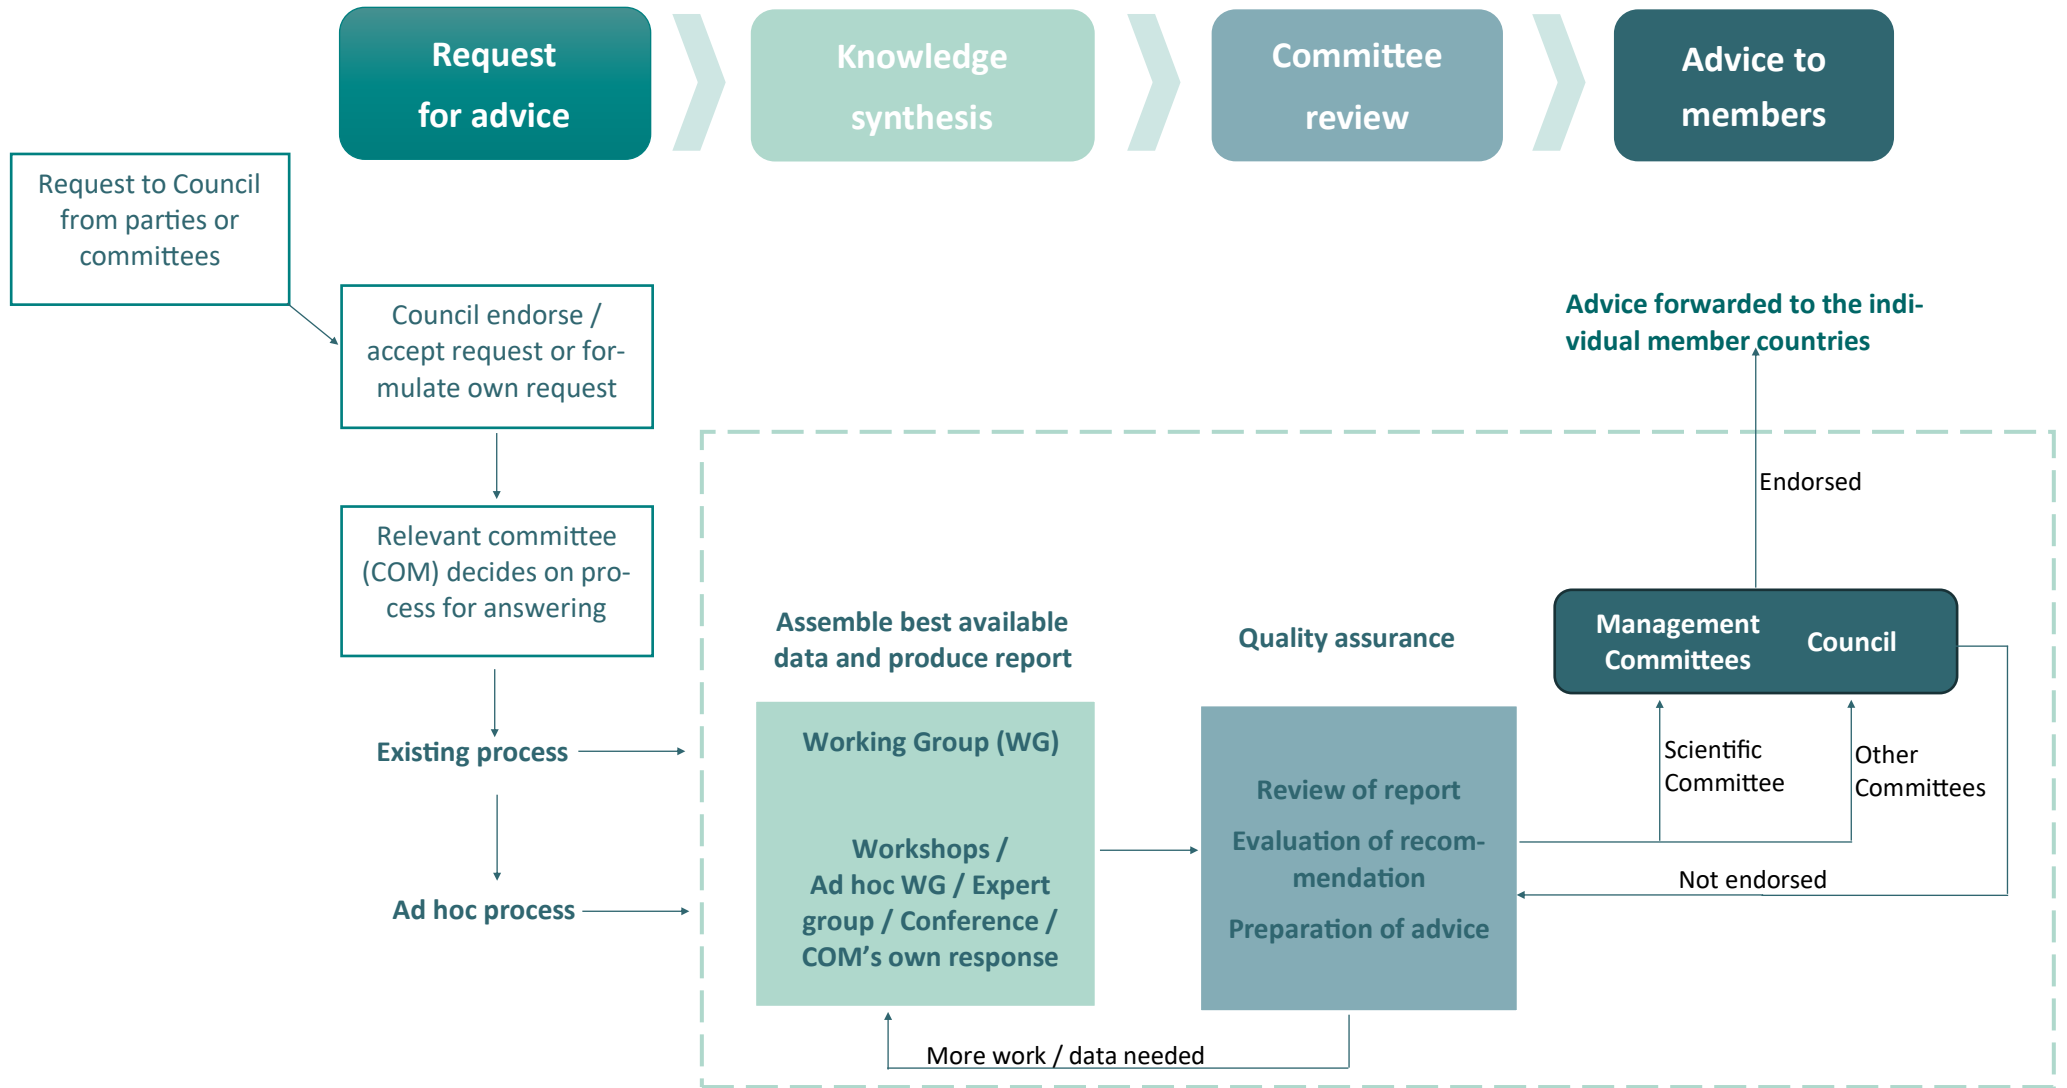 Request
for advice
Knowledge
synthesis
Committee
review
Advice to
members
Request to Council
from parties or
committees
Council endorse /
accept request or for-
mulate own request
Relevant committee
(COM) decides on pro-
cess for answering
Existing process
Ad hoc process
Assemble best available
data and produce report
Working Group (WG)
Workshops /
Ad hoc WG / Expert
group / Conference /
COM’s own response
More work / data needed
Quality assurance
Review of report
Evaluation of recom-
mendation
Preparation of advice
Advice forwarded to the indi-
vidual member countries
Endorsed
Management
Committees
Council
Scientific
Committee
Other
Committees
Not endorsed